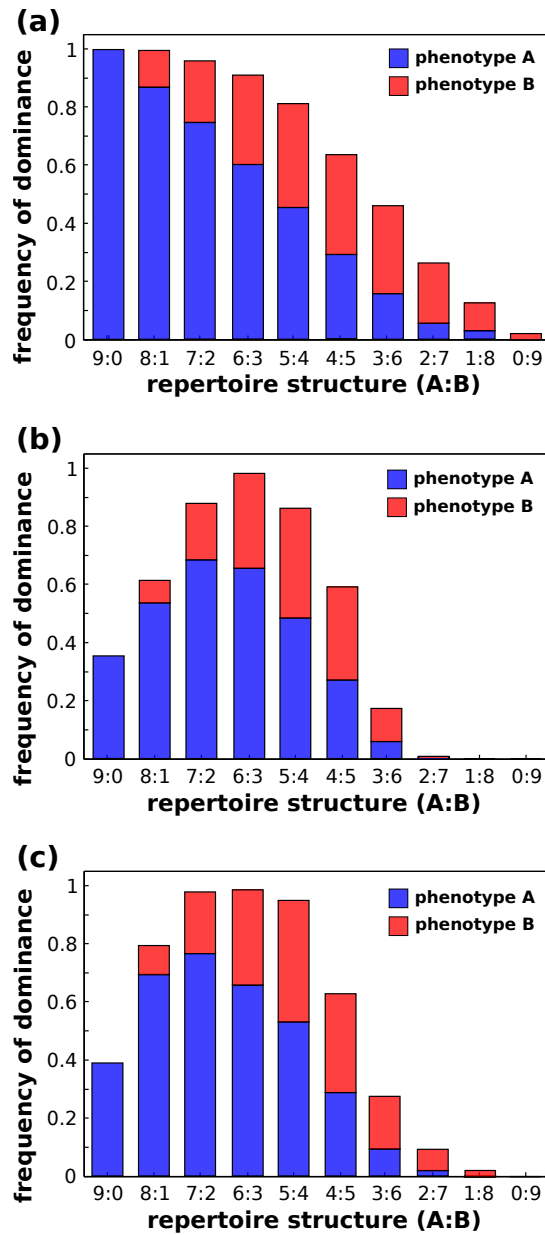 (a)
frequency of dominance
1
0.8
0.6
0.4
0.2
0
phenotype A
phenotype B
9:0 8:1 7:2 6:3 5:4 4:5 3:6 2:7 1:8 0:9
repertoire structure (A:B)
(b)
frequency of dominance
1
0.8
0.6
0.4
0.2
0
phenotype A
phenotype B
9:0 8:1 7:2 6:3 5:4 4:5 3:6 2:7 1:8 0:9
repertoire structure (A:B)
(c)
frequency of dominance
1
0.8
0.6
0.4
0.2
0
phenotype A
phenotype B
9:0 8:1 7:2 6:3 5:4 4:5 3:6 2:7 1:8 0:9
repertoire structure (A:B)